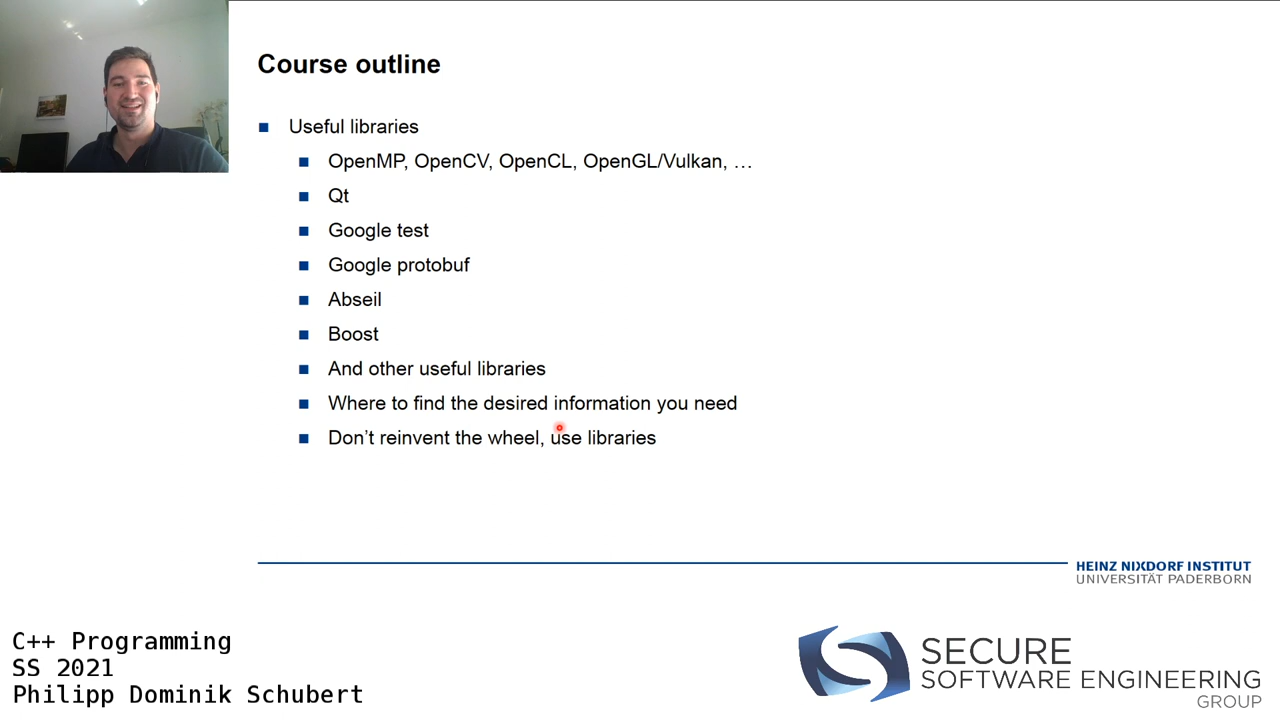 Course outline
Useful libraries
OpenMP, OpenCV, OpenCL, OpenGL/Vulkan, …
Qt
Google test
Google protobuf
Abseil
Boost
And other useful libraries
Where to find the desired information you need
Don’t reinvent the wheel, use libraries
HEINZ NIXDORF INSTITUT
UNIVERSITÄT PADERBORN
C++ Programming
SS 2021
Philipp Dominik Schubert
SECURE
SOFTWARE ENGINEERING
GROUP